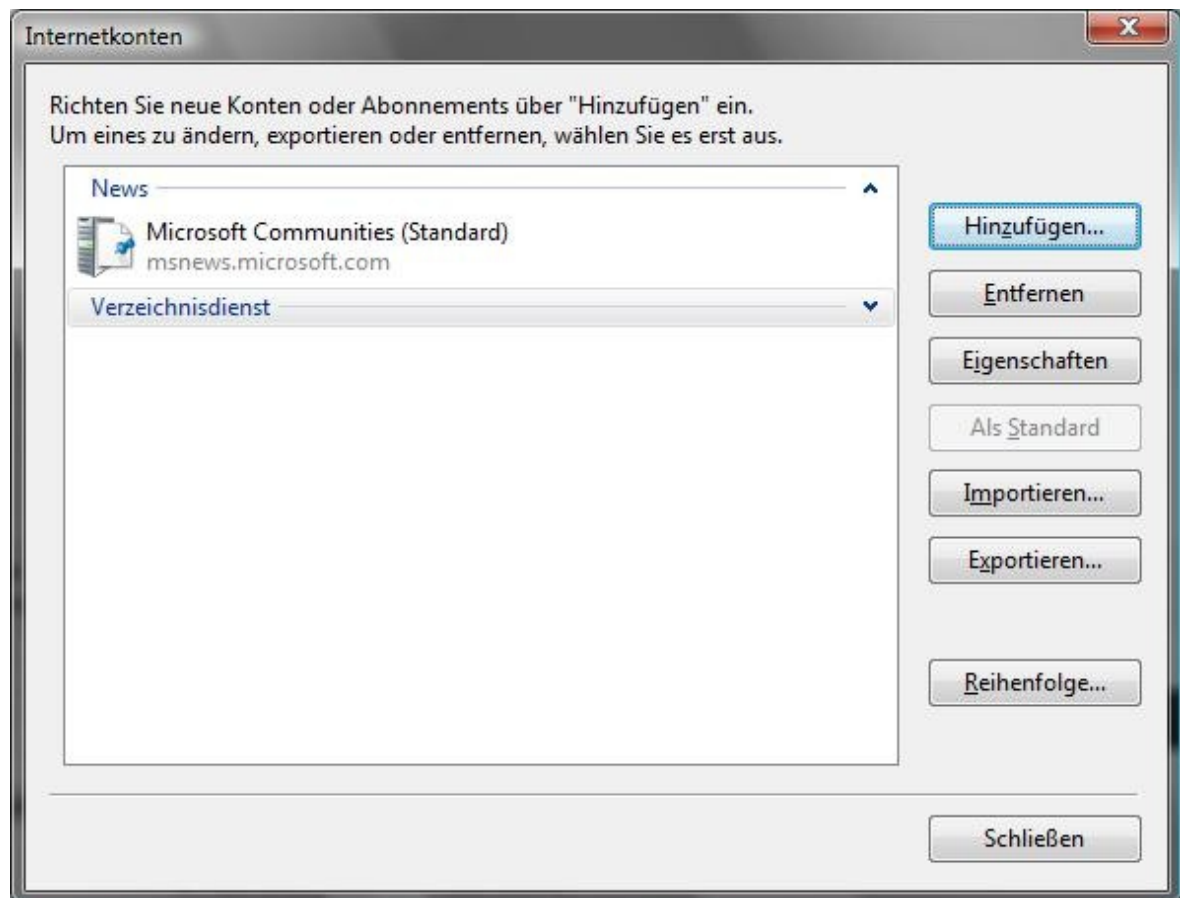 Internetkonten
Richten Sie neue Konten oder Abonnements über "Hinzufügen" ein.
Um eines zu ändern, exportieren oder entfernen, wählen Sie es erst aus.
News
Microsoft Communities (Standard)
msnews.microsoft.com
Verzeichnisdienst
Hinzufügen...
Entfernen
Eigenschaften
Als Standard
Importieren...
Exportieren...
Reihenfolge...
Schließen